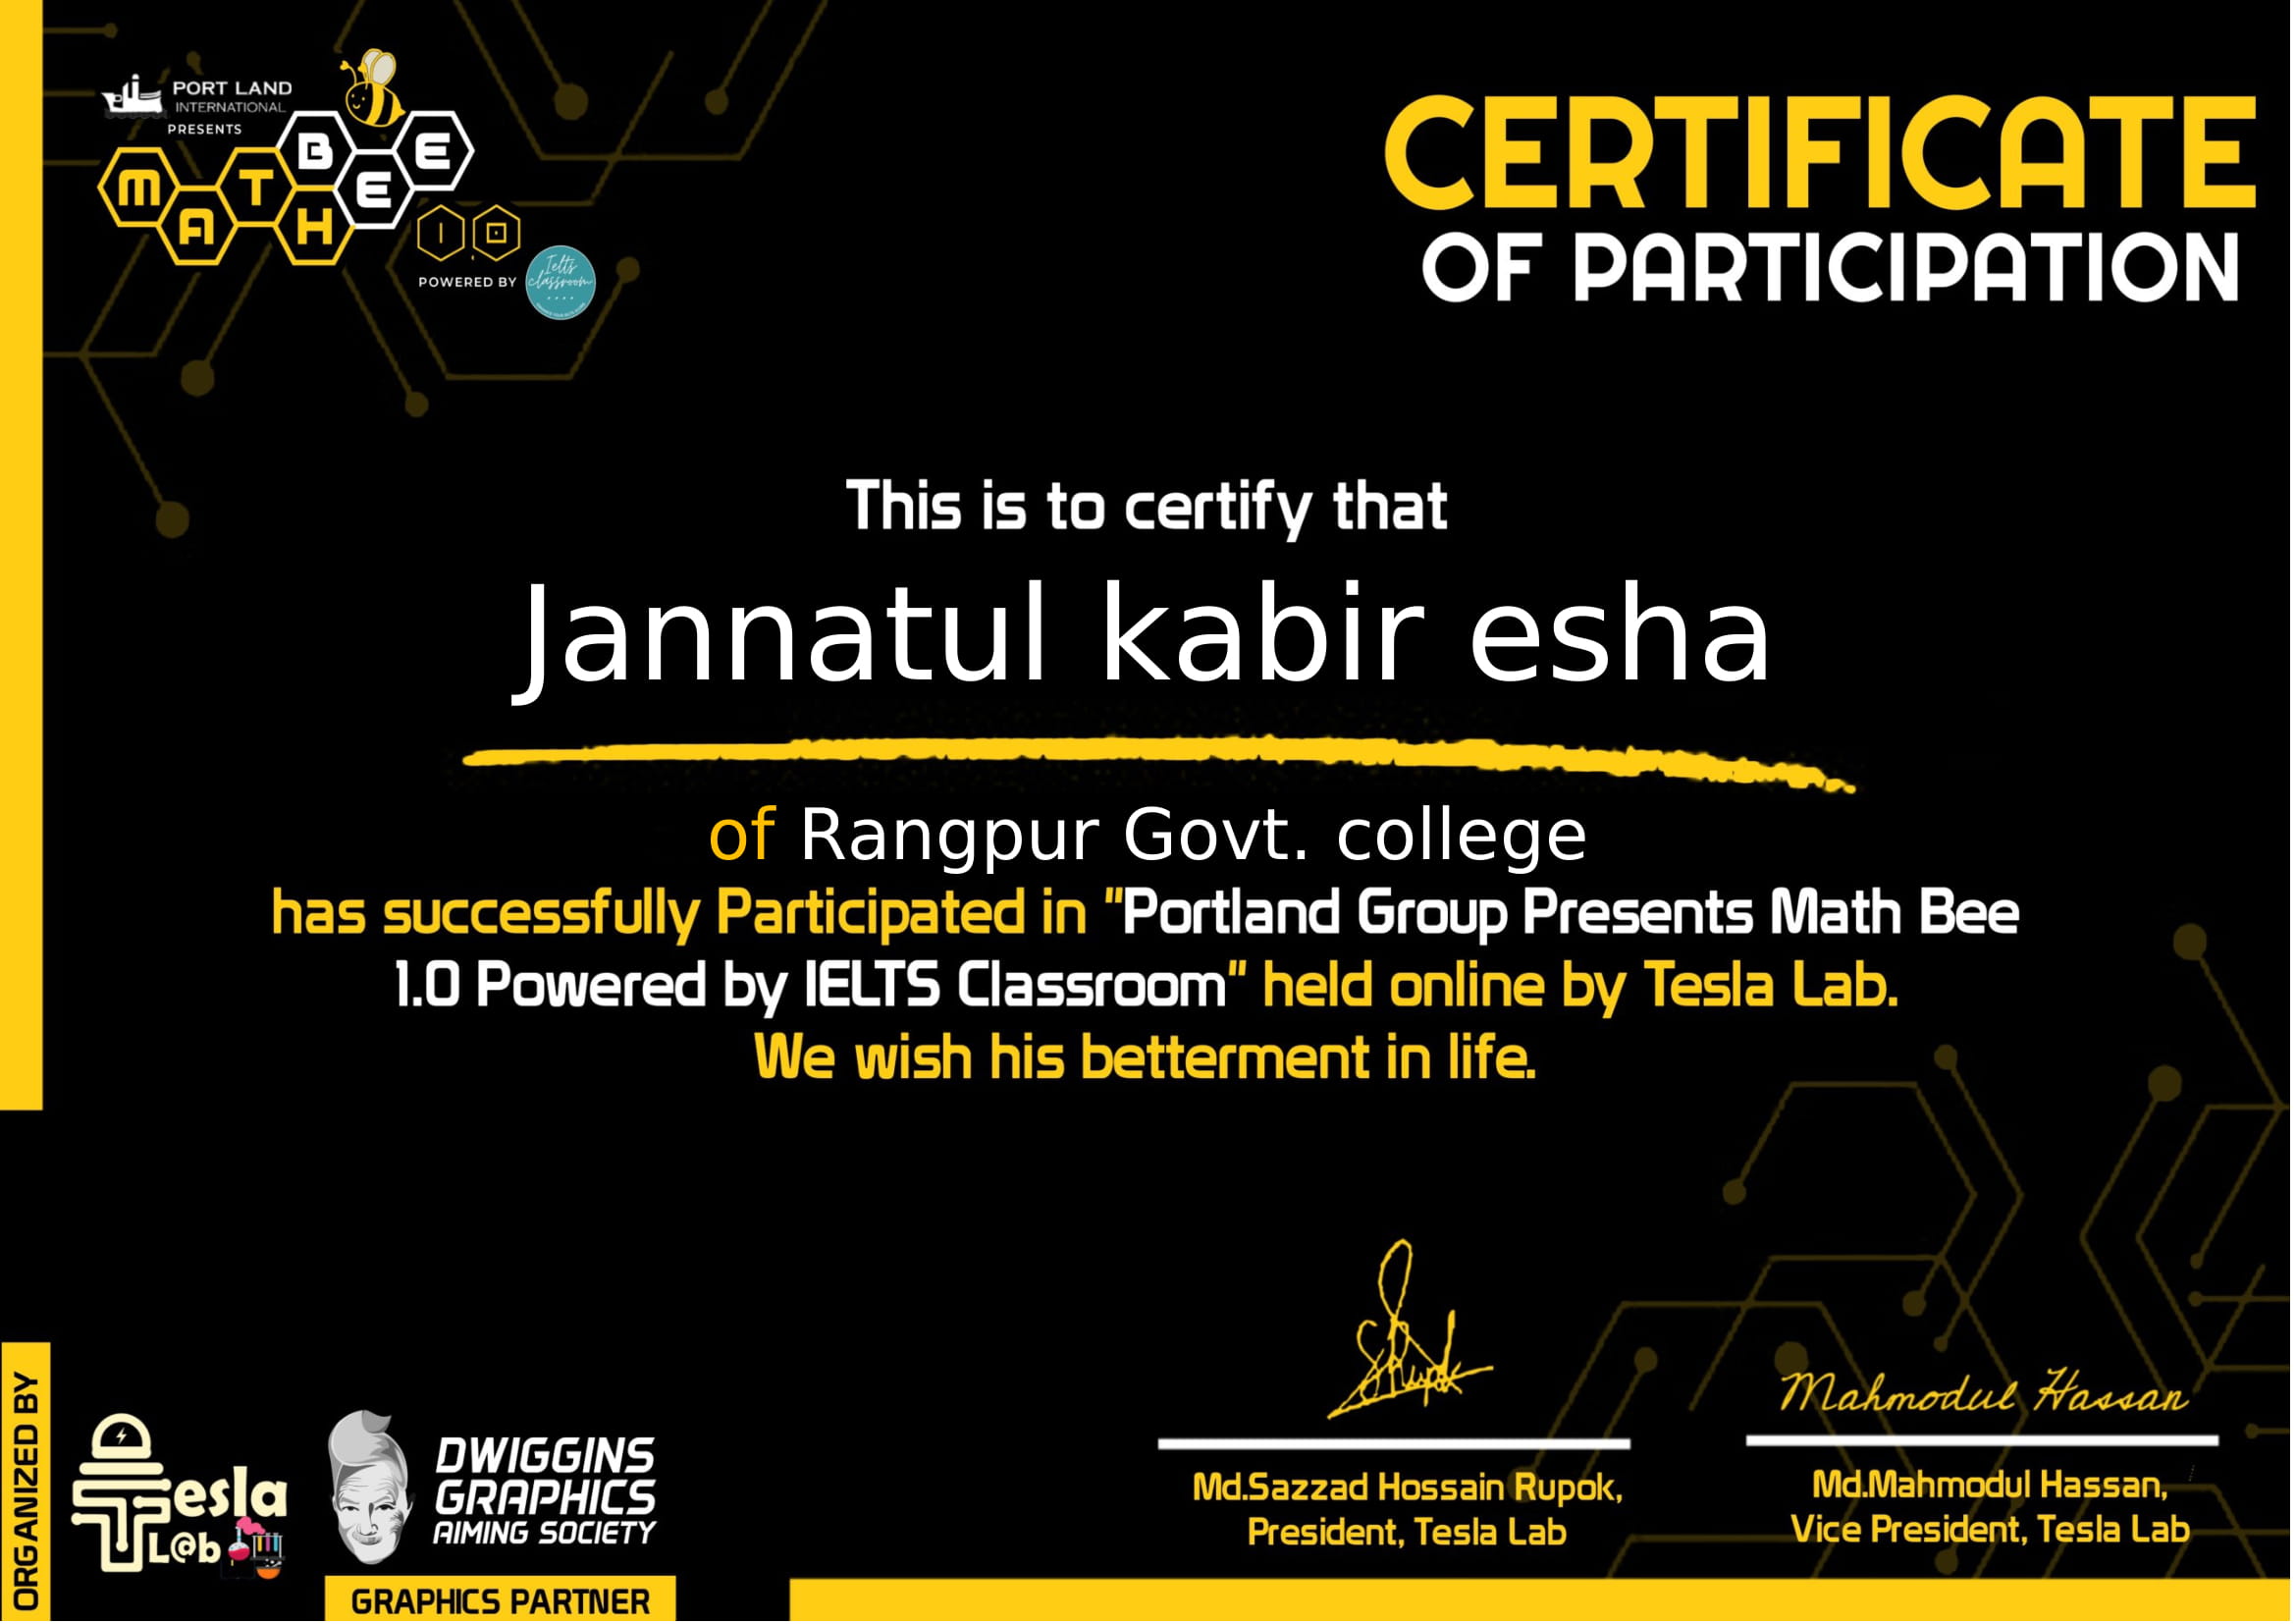 PORT LAND
INTERNATIONAL
PRESENTS
MATH BEE
1.0
POWERED BY
Ielts
classroom
CERTIFICATE
OF PARTICIPATION
This is to certify that
Jannatul kabir esha
of Rangpur Govt. college
has successfully Participated in "Portland Group Presents Math Bee
1.0 Powered by IELTS Classroom" held online by Tesla Lab.
We wish his betterment in life.
SRupok
Mahmodul Hassan
Md.Sazzad Hossain Rupok,
President, Tesla Lab
Md.Mahmodul Hassan,
Vice President, Tesla Lab
ORGANIZED BY
Tesla
L@b
DWIGGINS
GRAPHICS
AIMING SOCIETY
GRAPHICS PARTNER